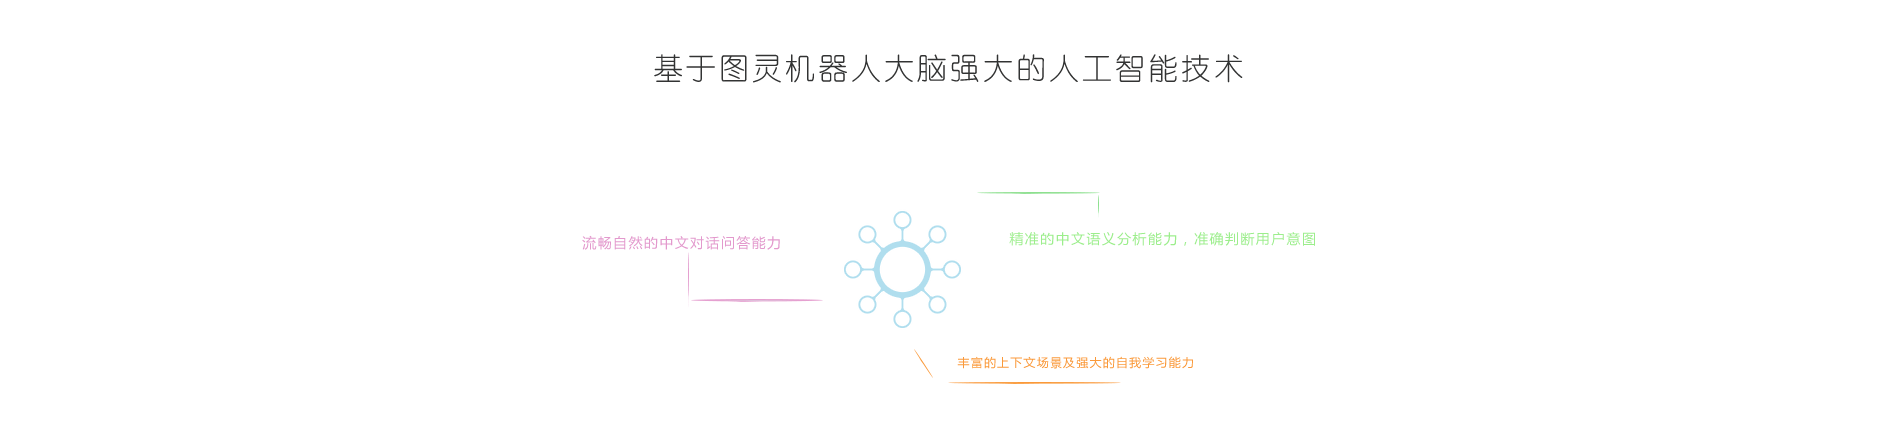 基于图灵机器人大脑强大的人工智能技术
流畅自然的中文对话问答能力
精准的中文语义分析能力，准确判断用户意图
丰富的上下文场景及强大的自我学习能力